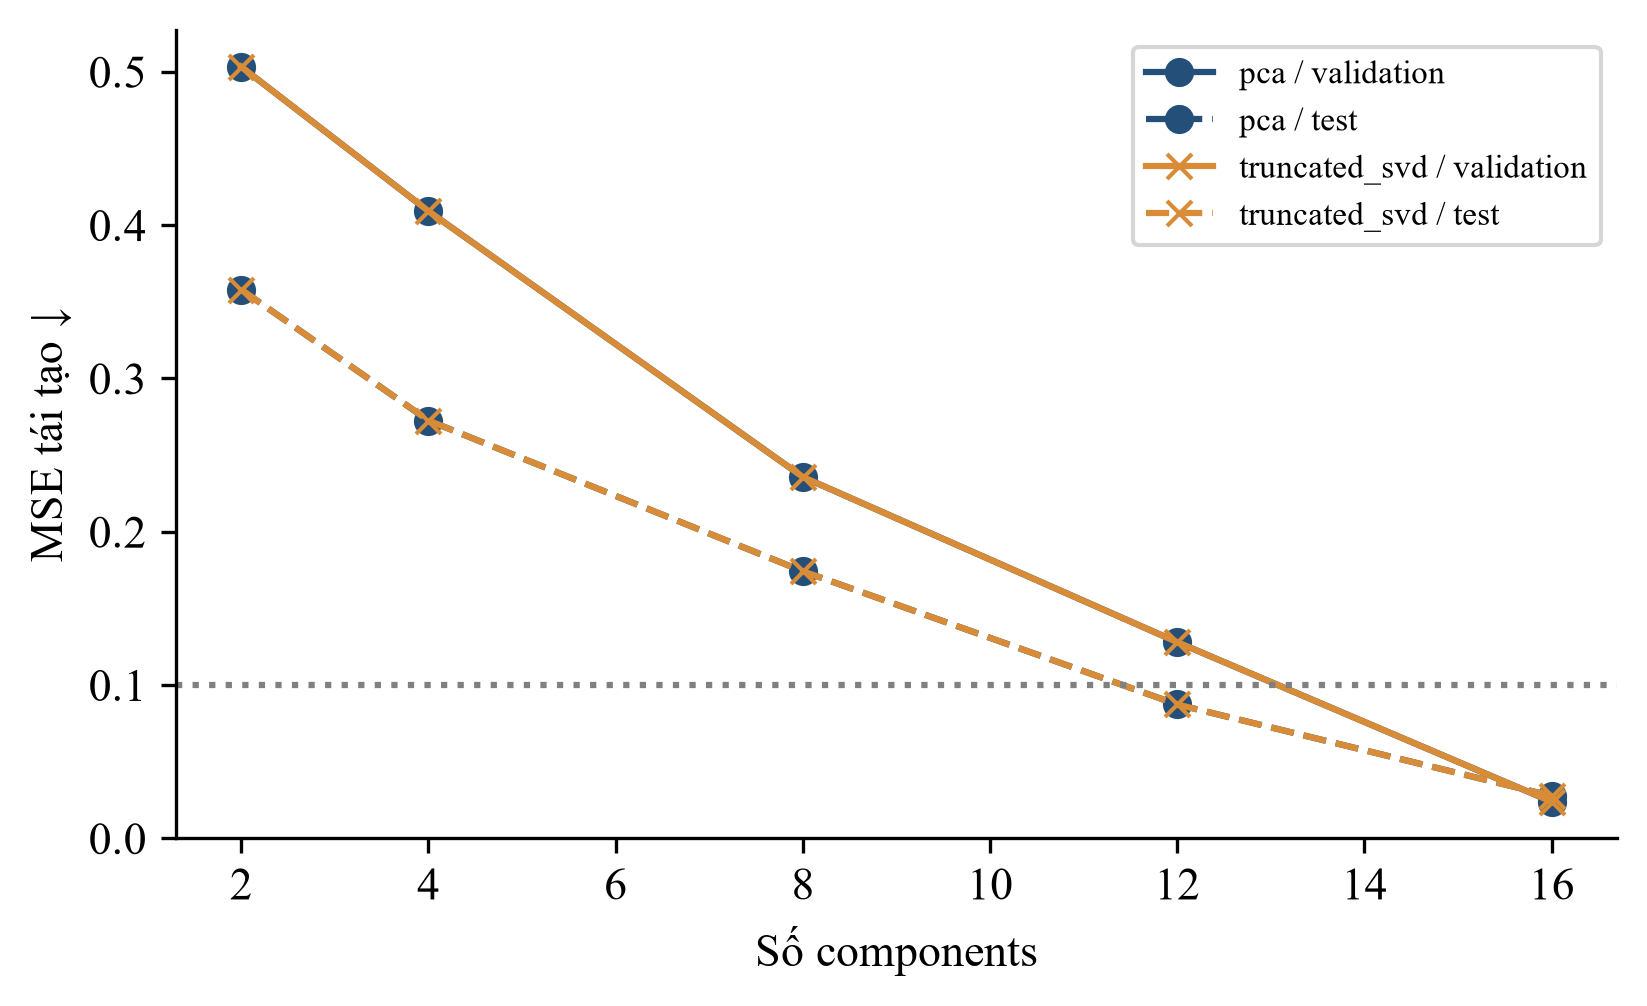 0.5
0.4
0.3
0.2
0.1
0.0
MSE tái tạo ↓
2 4 6 8 10 12 14 16
Số components
pca / validation
pca / test
truncated_svd / validation
truncated_svd / test